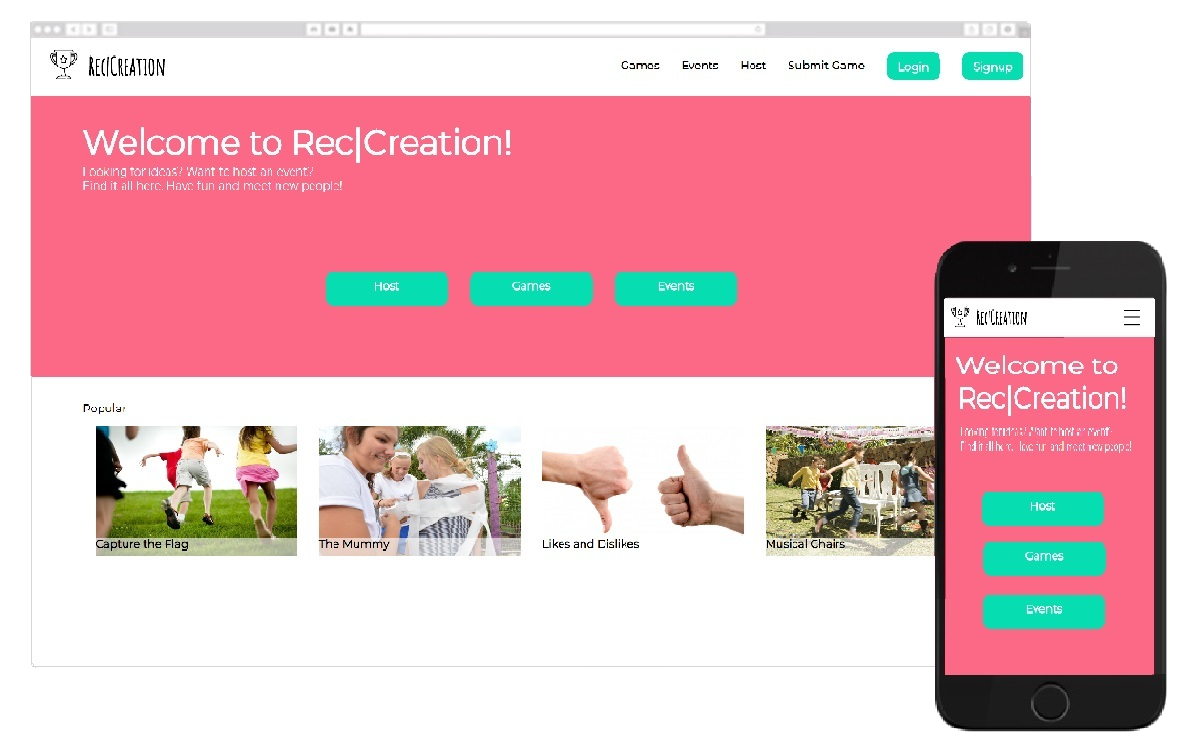 Rec|Creation
Games Events Host Submit Game Login Signup
Welcome to Rec|Creation!
Looking for ideas? Want to host an event?
Find it all here. Have fun and meet new people!
Host Games Events
Popular
Capture the Flag The Mummy Likes and Dislikes Musical Chairs
Rec|Creation
Welcome to
Rec|Creation!
Looking for ideas? Want to host an event?
Find it all here. Have fun and meet new people!
Host
Games
Events